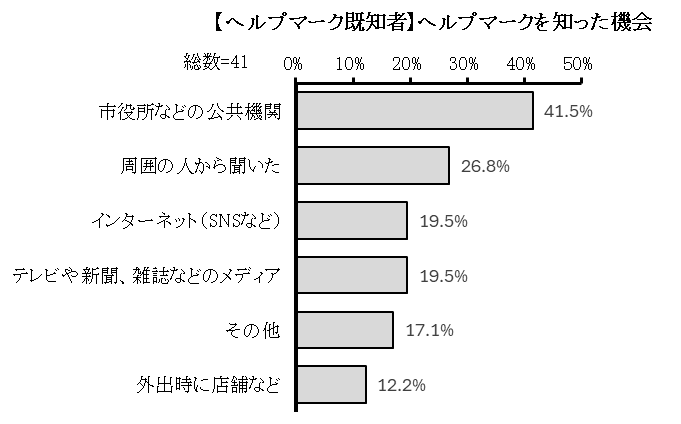 【ヘルプマーク既知者】ヘルプマークを知った機会
総数=41
0% 10% 20% 30% 40% 50%
市役所などの公共機関 41.5%
周囲の人から聞いた 26.8%
インターネット（SNSなど） 19.5%
テレビや新聞、雑誌などのメディア 19.5%
その他 17.1%
外出時に店舗など 12.2%